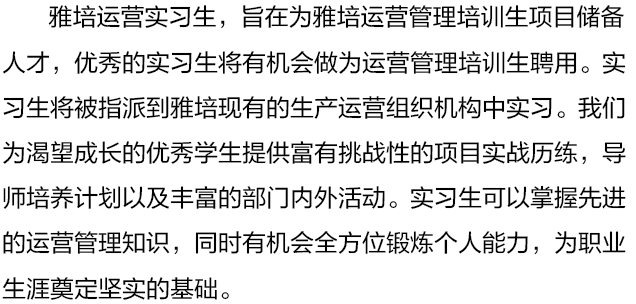 雅培运营实习生，旨在为雅培运营管理培训生项目储备
人才，优秀的实习生将有机会做为运营管理培训生聘用。实
习生将被指派到雅培现有的生产运营组织机构中实习。我们
为渴望成长的优秀学生提供富有挑战性的项目实战历练，导
师培养计划以及丰富的部门内外活动。实习生可以掌握先进
的运营管理知识，同时有机会全方位锻炼个人能力，为职业
生涯奠定坚实的基础。